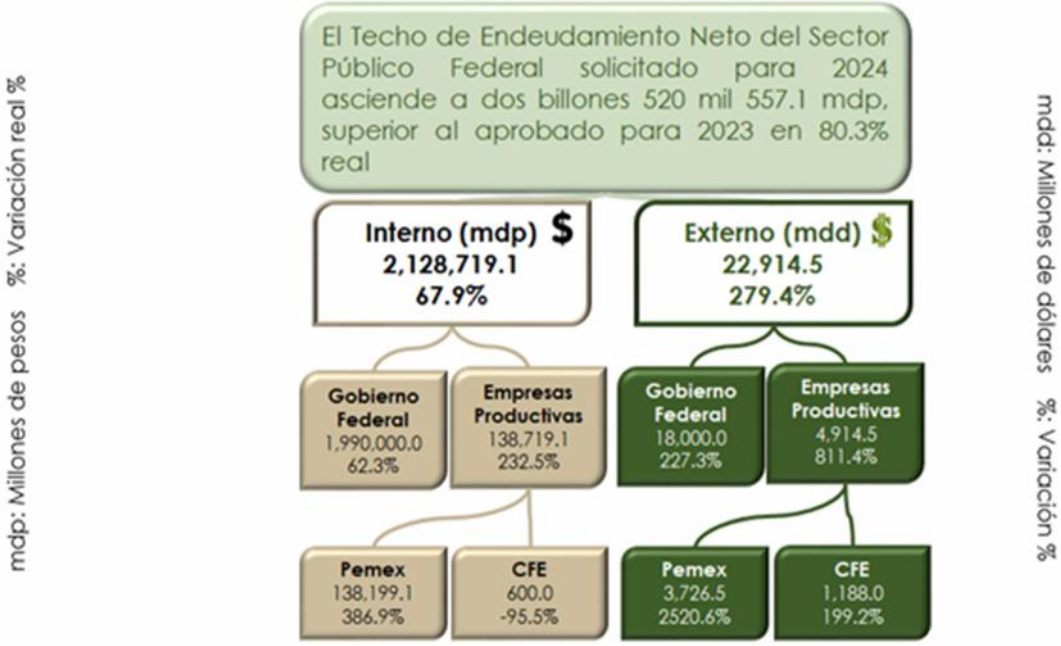 mdp: Millones de pesos %: Variación real %
El Techo de Endeudamiento Neto del Sector
Público Federal solicitado para 2024
asciende a dos billones 520 mil 557.1 mdp,
superior al aprobado para 2023 en 80.3%
real
Interno (mdp) $
2,128,719.1
67.9%
Externo (mdd) $
22,914.5
279.4%
Gobierno
Federal
1,990,000.0
62.3%
Empresas
Productivas
138,719.1
232.5%
Gobierno
Federal
18,000.0
227.3%
Empresas
Productivas
4,914.5
811.4%
Pemex
138,199.1
386.9%
CFE
600.0
-95.5%
Pemex
3,726.5
2520.6%
CFE
1,188.0
199.2%
mdd: Millones de dólares %: Variación %